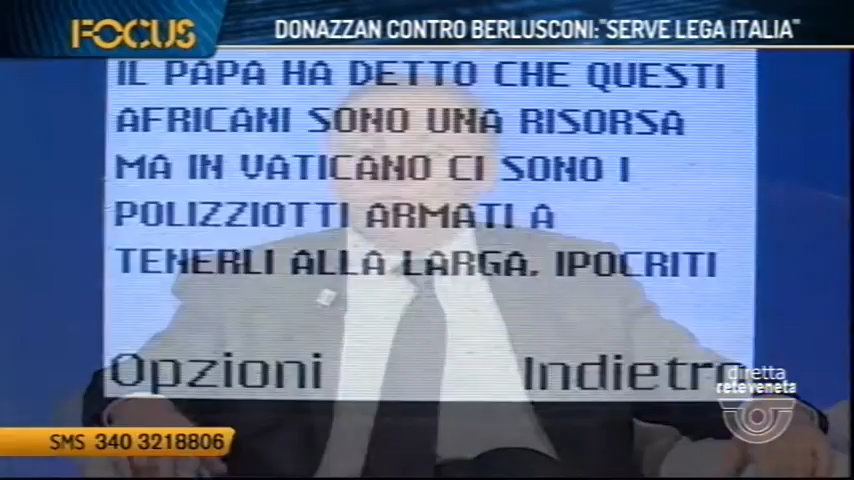 FOCUS
DONAZZAN CONTRO BERLUSCONI:"SERVE LEGA ITALIA"
IL PAPA HA DETTO CHE QUESTI
AFRICANI SONO UNA RISORSA
MA IN VATICANO CI SONO I
POLIZZIOTTI ARMATI A
TENERLI ALLA LARGA. IPOCRITI
Opzioni Indietro
diretta
reteveneta
SMS 340 3218806